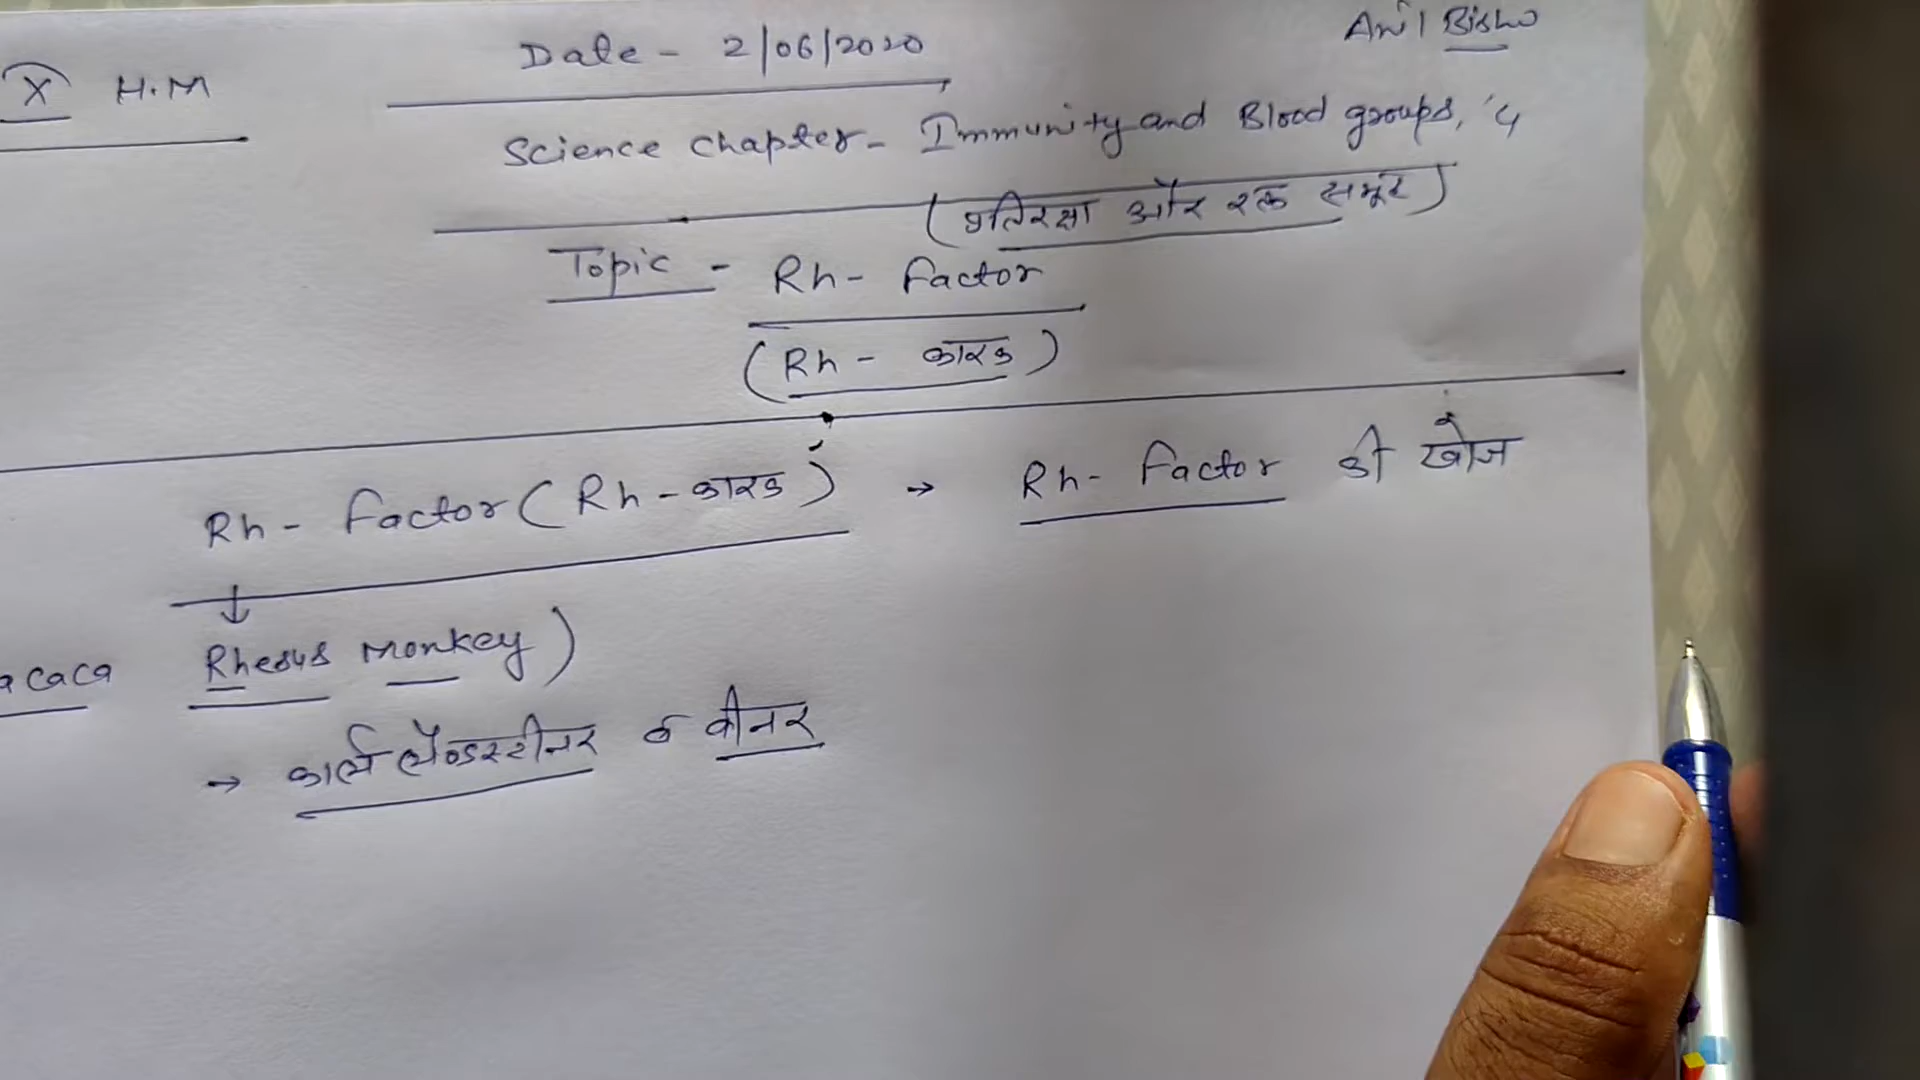 X H.M
Date - 2/06/2020
Anil
Science Chapter - Immunity and Blood groups, '4
(प्रतिरक्षा और रक्त समूह)
Topic - Rh - factor
(Rh - कारक)
Rh - factor (Rh - कारक) → Rh - factor की खोज
↓
acaca Rhesus Monkey)
→ कार्ल लैण्डस्टीनर व वीनर